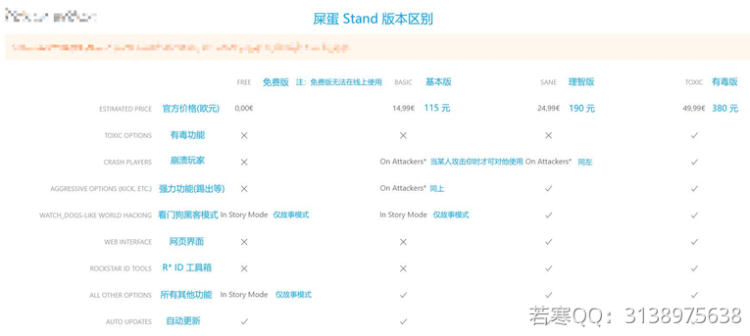 屎蛋 Stand 版本区别
FREE 免费版 注：免费版无法在线上使用 BASIC 基本版 SANE 理智版 TOXIC 有毒版
ESTIMATED PRICE 官方价格(欧元) 0,00€ 14,99€ 115 元 24,99€ 190 元 49,99€ 380 元
TOXIC OPTIONS 有毒功能 × × × ✓
CRASH PLAYERS 崩溃玩家 × On Attackers* 当某人攻击你时才可对他使用 On Attackers* 同左 ✓
AGGRESSIVE OPTIONS (KICK, ETC.) 强力功能(踢出等) × On Attackers* 同上 ✓ ✓
WATCH_DOGS-LIKE WORLD HACKING 看门狗黑客模式 In Story Mode 仅故事模式 In Story Mode 仅故事模式 ✓ ✓
WEB INTERFACE 网页界面 × × ✓ ✓
ROCKSTAR ID TOOLS R* ID 工具箱 × × ✓ ✓
ALL OTHER OPTIONS 所有其他功能 In Story Mode 仅故事模式 ✓ ✓ ✓
AUTO UPDATES 自动更新 ✓ ✓ ✓ ✓
若寒QQ：3138975638